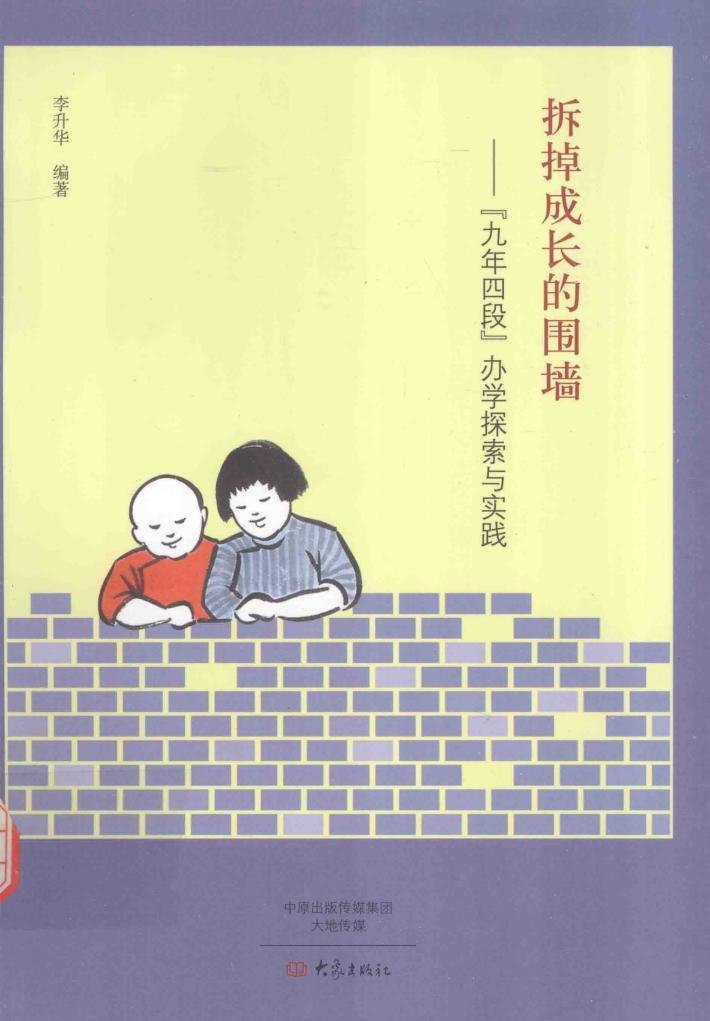 拆掉成长的围墙
——『九年四段』办学探索与实践
李升华 编著
中原出版传媒集团
大地传媒
大象出版社